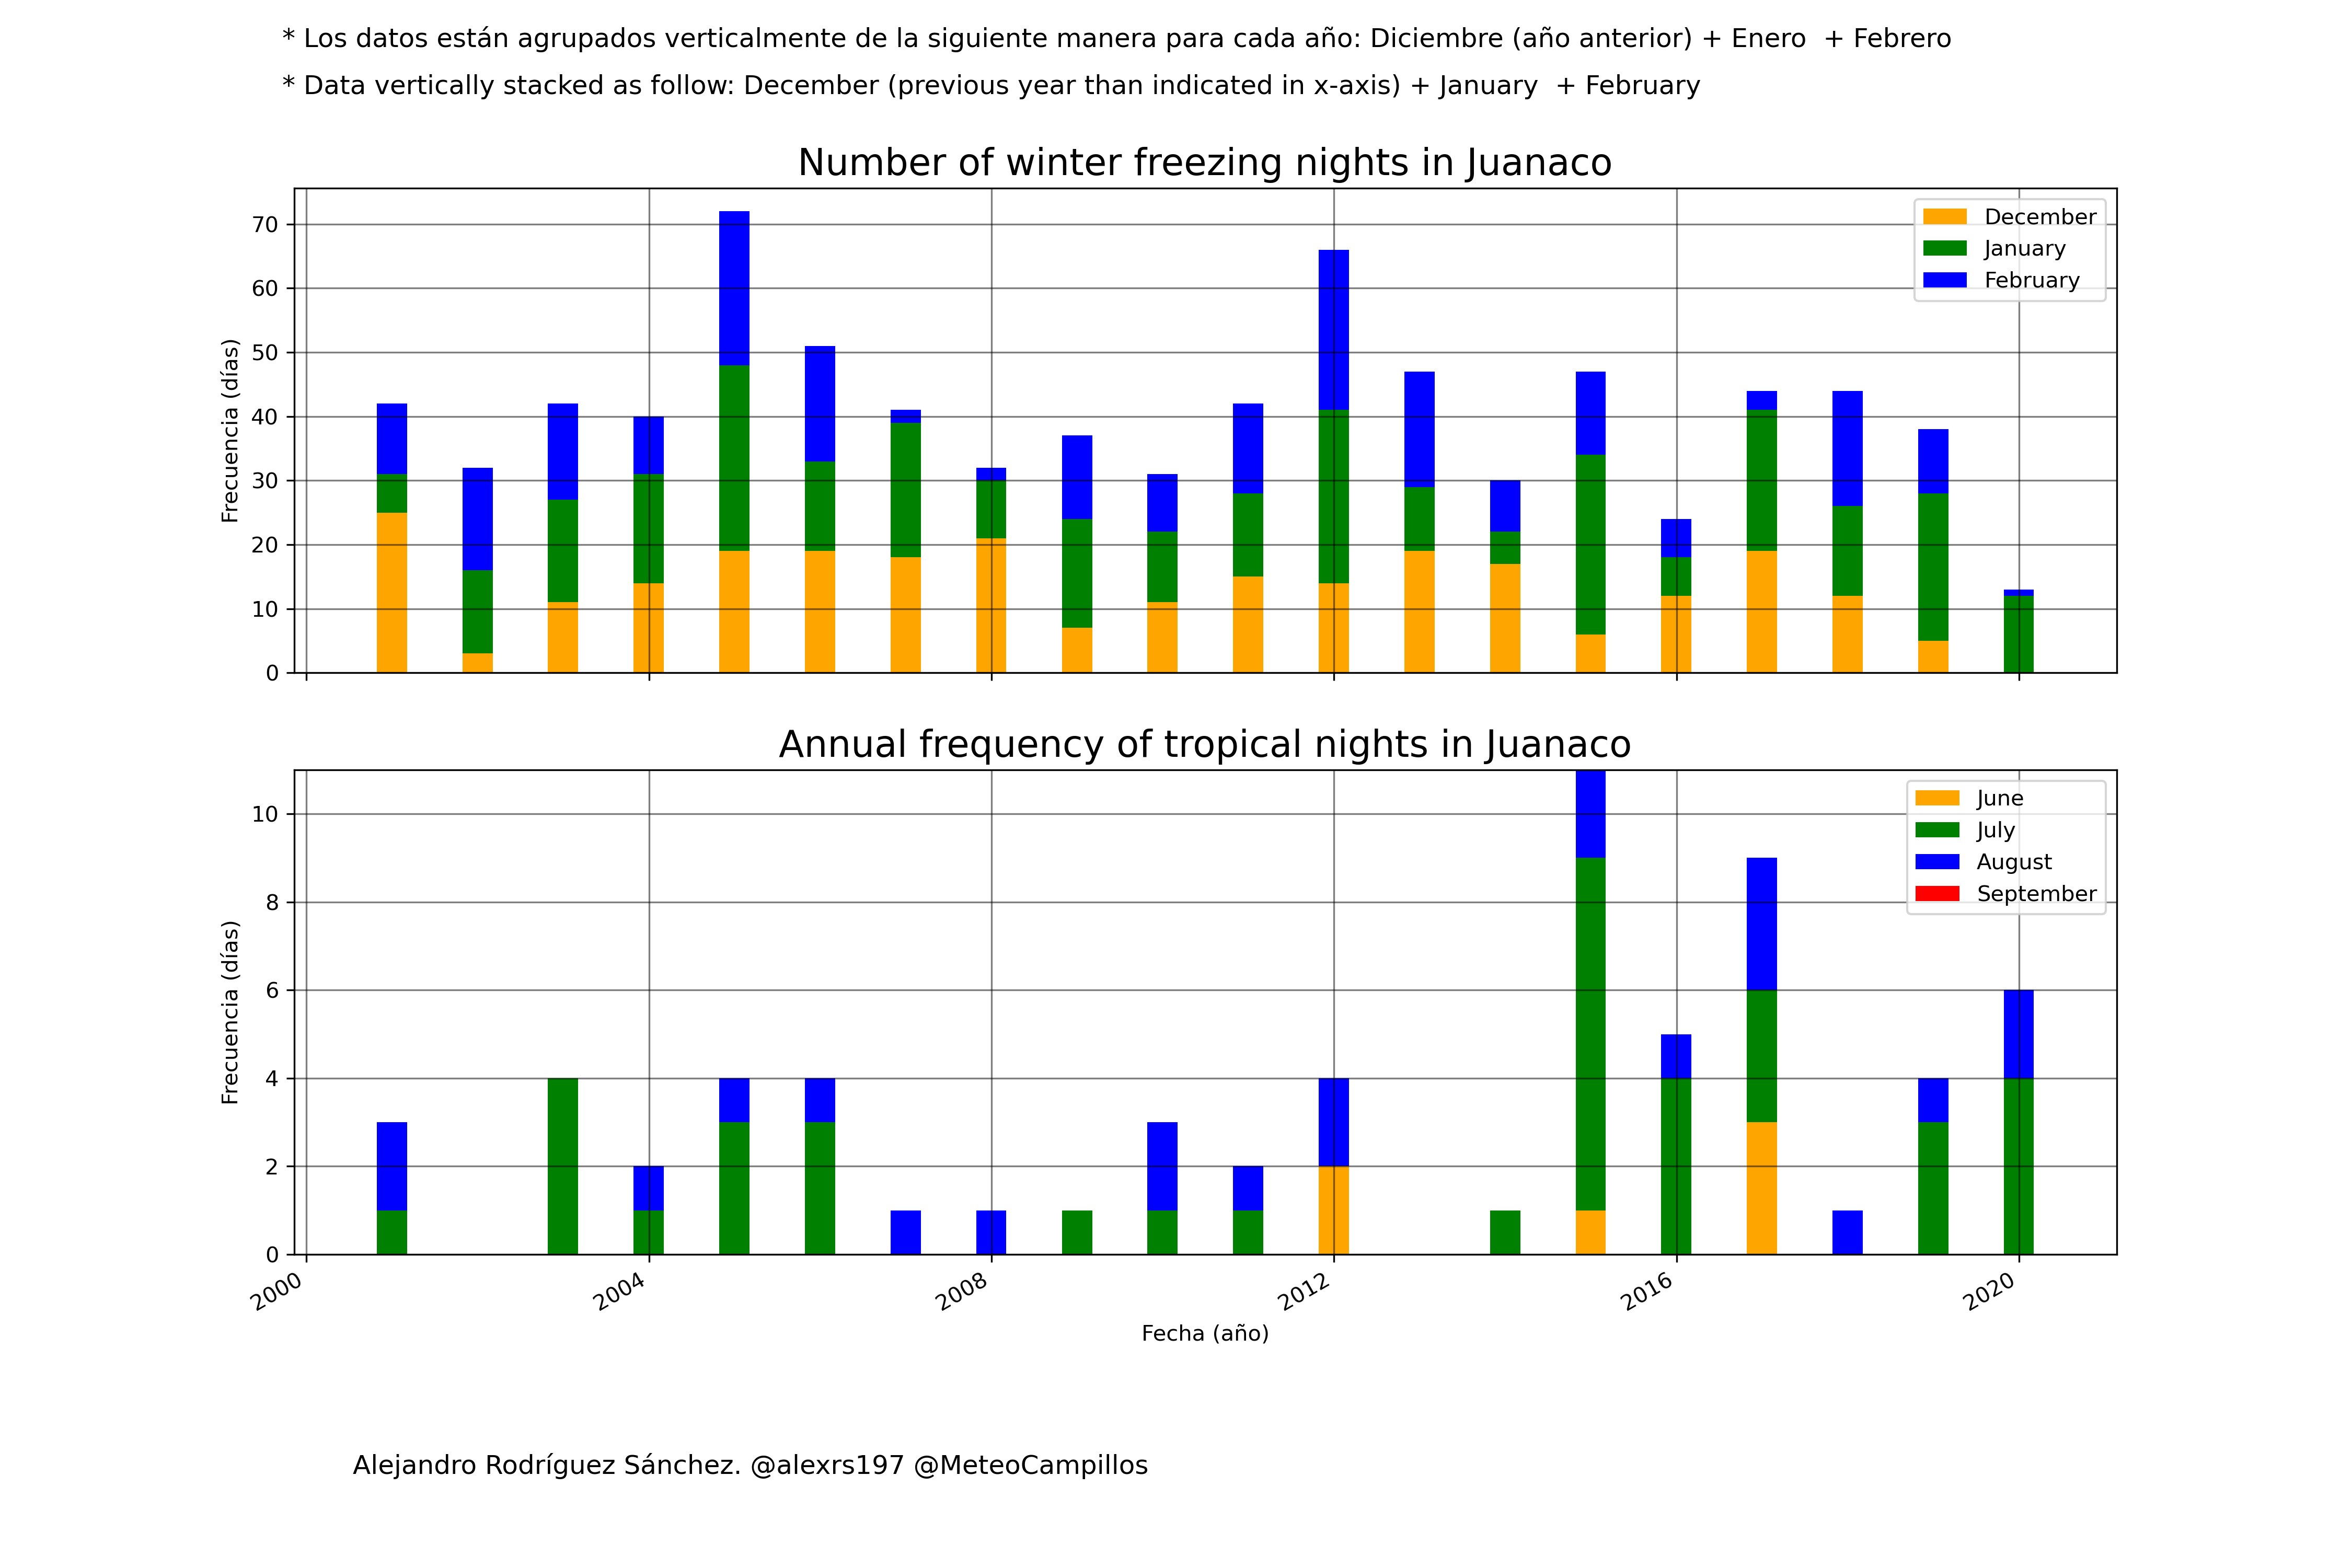 * Los datos están agrupados verticalmente de la siguiente manera para cada año: Diciembre (año anterior) + Enero  + Febrero
* Data vertically stacked as follow: December (previous year than indicated in x-axis) + January  + February
Number of winter freezing nights in Juanaco
Frecuencia (días)
70
60
50
40
30
20
10
0
December
January
February
Annual frequency of tropical nights in Juanaco
Frecuencia (días)
10
8
6
4
2
0
June
July
August
September
2000
2004
2008
2012
2016
2020
Fecha (año)
Alejandro Rodríguez Sánchez. @alexrs197 @MeteoCampillos